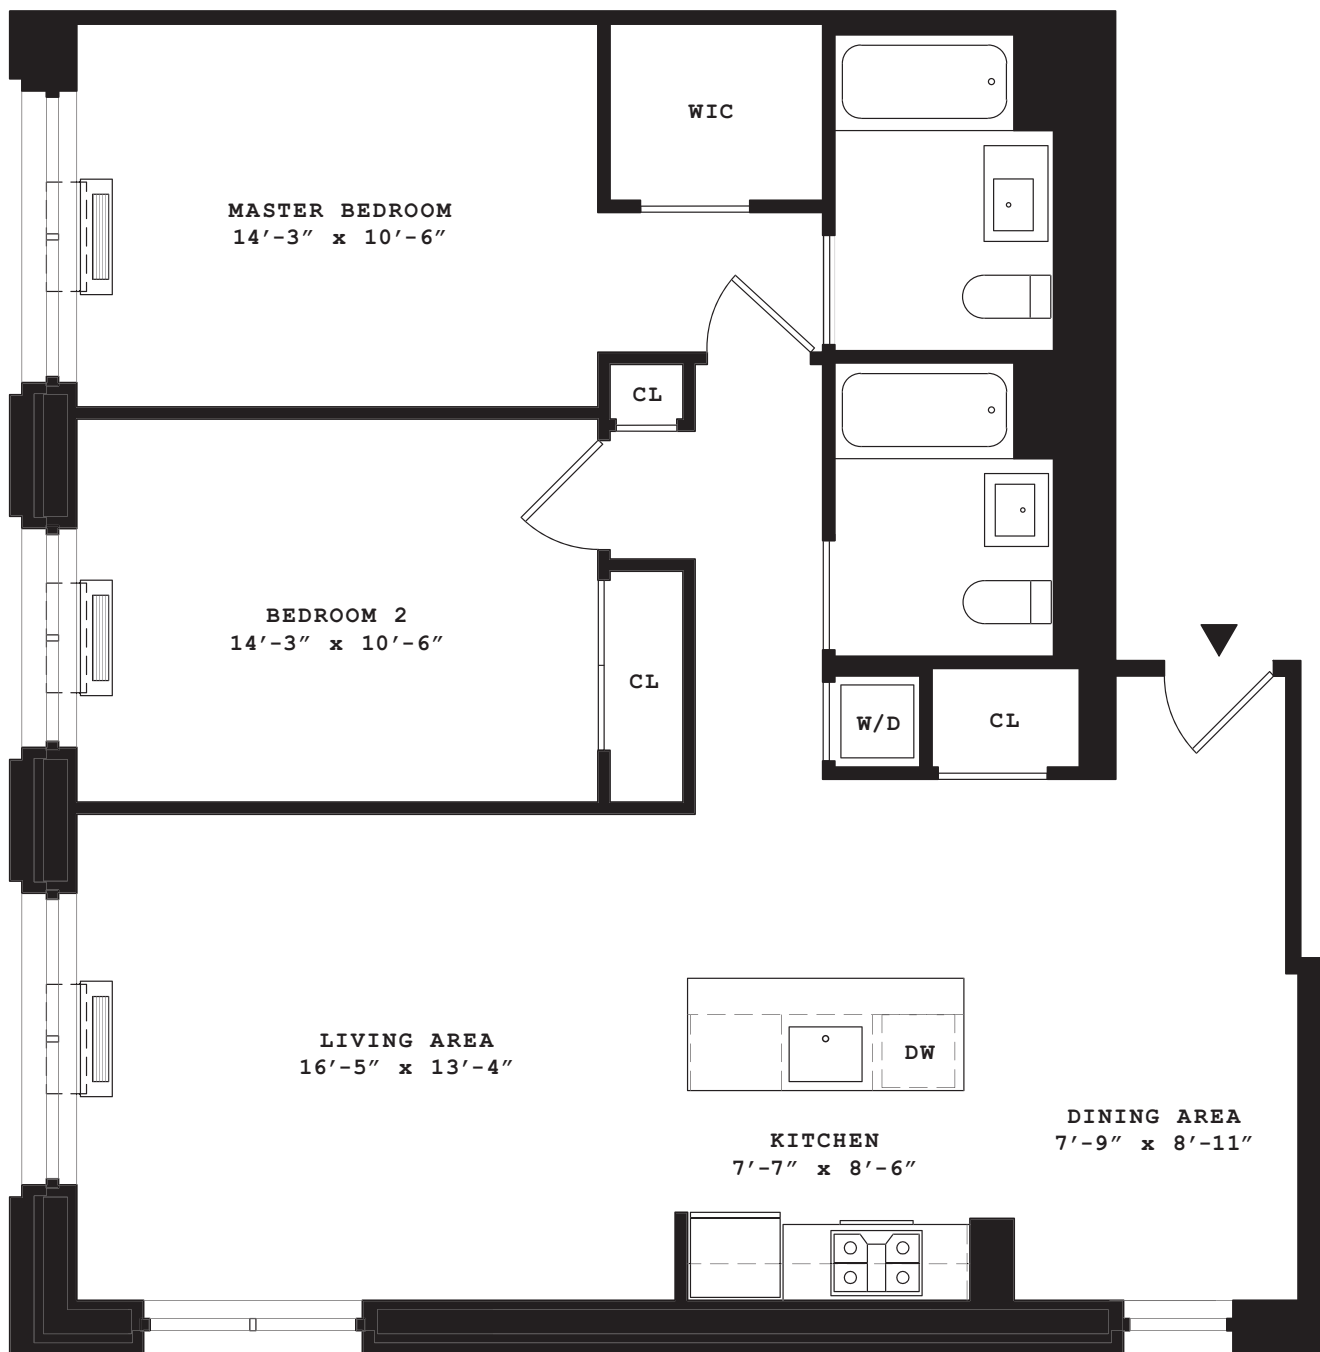 WIC
MASTER BEDROOM
14′-3″ x 10′-6″
CL
BEDROOM 2
14′-3″ x 10′-6″
CL
W/D
CL
LIVING AREA
16′-5″ x 13′-4″
DW
KITCHEN
7′-7″ x 8′-6″
DINING AREA
7′-9″ x 8′-11″